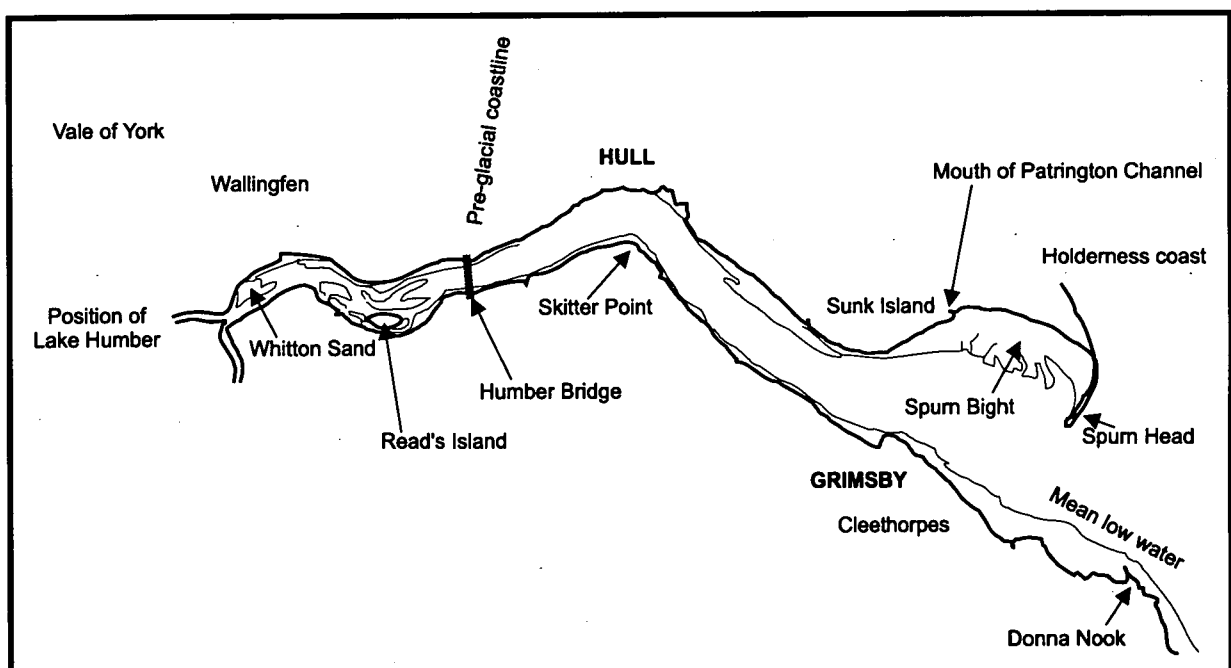 Pre-glacial coastline
Vale of York
HULL
Mouth of Patrington Channel
Wallingfen
Holderness coast
Skitter Point
Sunk Island
Position of
Lake Humber
Whitton Sand
Humber Bridge
Spurn Bight
Read's Island
Spurn Head
GRIMSBY
Mean low water
Cleethorpes
Donna Nook